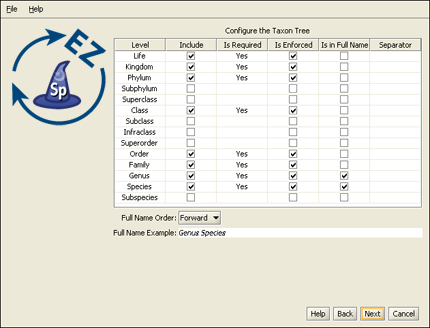 File Help
Configure the Taxon Tree
EZ
Sp
Level Include Is Required Is Enforced Is in Full Name Separator
Life Yes
Kingdom Yes
Phylum Yes
Subphylum
Superclass
Class Yes
Subclass
Infraclass
Superorder
Order Yes
Family Yes
Genus Yes
Species Yes
Subspecies
Full Name Order: Forward
Full Name Example: Genus Species
Help Back Next Cancel